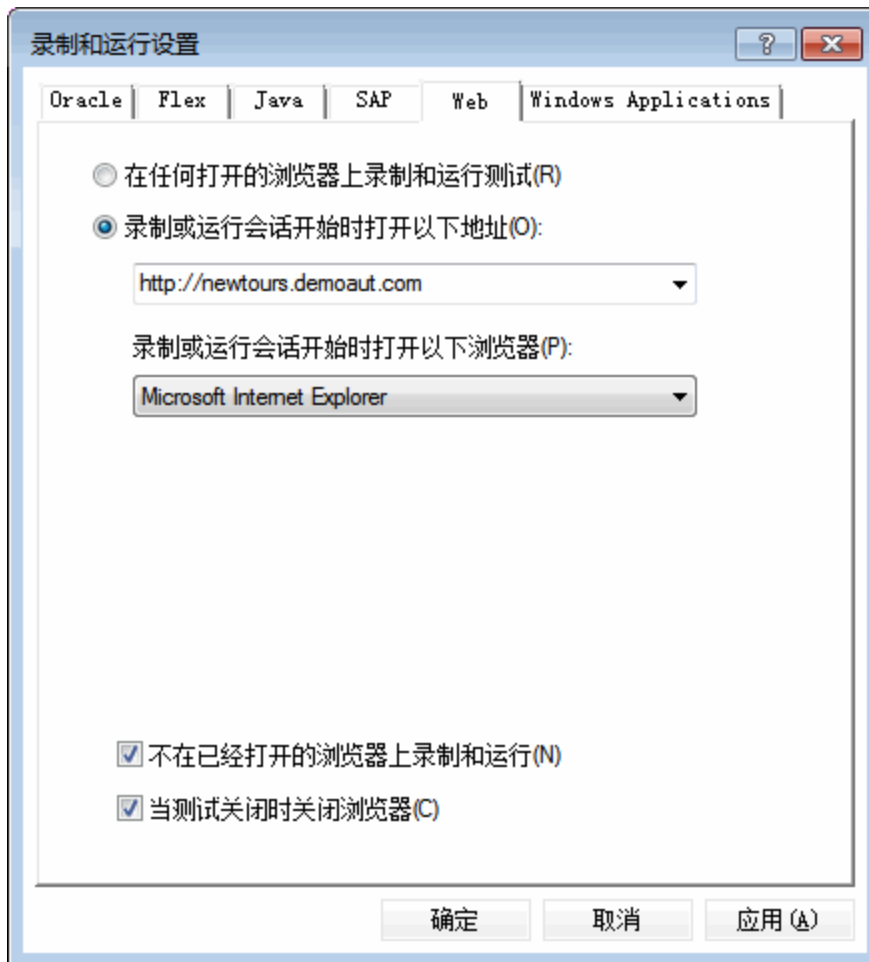 录制和运行设置
Oracle Flex Java SAP Web Windows Applications
在任何打开的浏览器上录制和运行测试(R)
录制或运行会话开始时打开以下地址(O):
http://newtours.demoaut.com
录制或运行会话开始时打开以下浏览器(P):
Microsoft Internet Explorer
不在已经打开的浏览器上录制和运行(N)
当测试关闭时关闭浏览器(C)
确定 取消 应用(A)